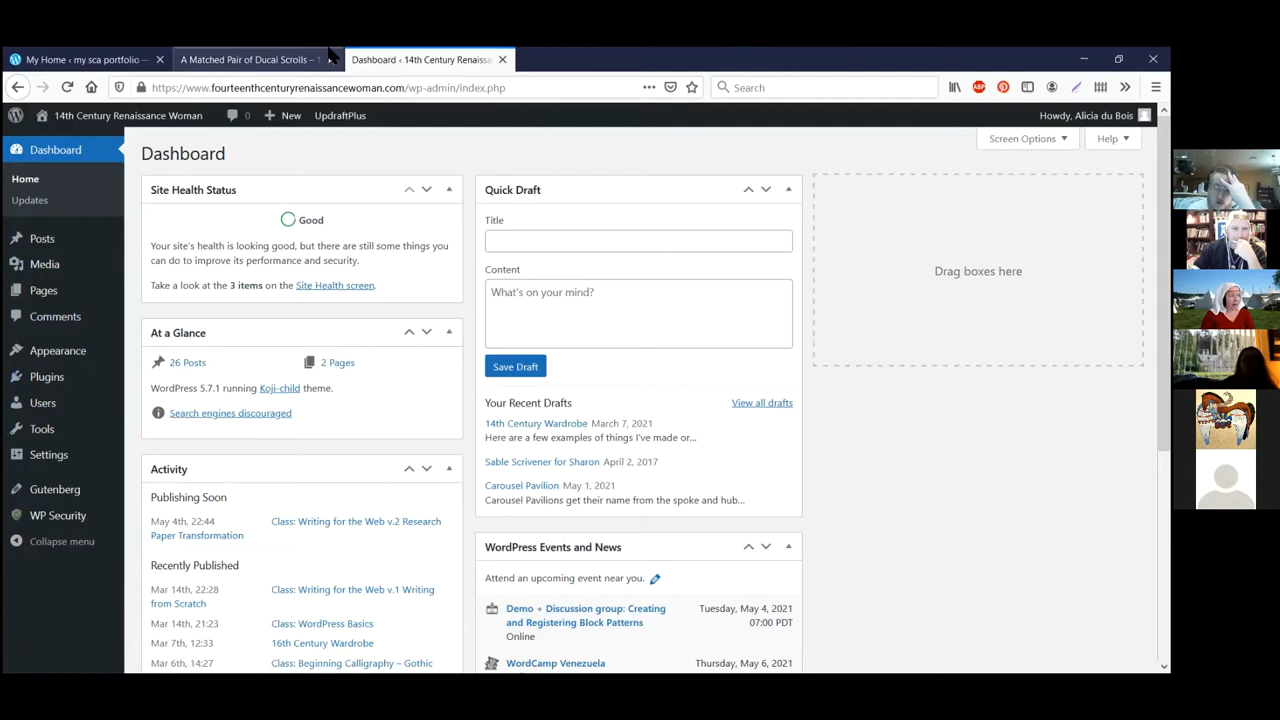 My Home ‹ my sca portfolio —
A Matched Pair of Ducal Scrolls – 1
Dashboard ‹ 14th Century Renaissa
https://www.fourteenthcenturyrenaissancewoman.com/wp-admin/index.php
Search
14th Century Renaissance Woman
0
New
UpdraftPlus
Howdy, Alicia du Bois
Dashboard
Home
Updates
Posts
Media
Pages
Comments
Appearance
Plugins
Users
Tools
Settings
Gutenberg
WP Security
Collapse menu
Dashboard
Screen Options
Help
Site Health Status
Good
Your site's health is looking good, but there are still some things you
can do to improve its performance and security.
Take a look at the 3 items on the Site Health screen.
At a Glance
26 Posts
2 Pages
WordPress 5.7.1 running Koji-child theme.
Search engines discouraged
Activity
Publishing Soon
May 4th, 22:44 Class: Writing for the Web v.2 Research
Paper Transformation
Recently Published
Mar 14th, 22:28 Class: Writing for the Web v.1 Writing
from Scratch
Mar 14th, 21:23 Class: WordPress Basics
Mar 7th, 12:33 16th Century Wardrobe
Mar 6th, 14:27 Class: Beginning Calligraphy – Gothic
Quick Draft
Title
Content
What's on your mind?
Save Draft
Your Recent Drafts
View all drafts
14th Century Wardrobe March 7, 2021
Here are a few examples of things I've made or…
Sable Scrivener for Sharon April 2, 2017
Carousel Pavilion May 1, 2021
Carousel Pavilions get their name from the spoke and hub…
WordPress Events and News
Attend an upcoming event near you.
Demo + Discussion group: Creating
and Registering Block Patterns
Online
Tuesday, May 4, 2021
07:00 PDT
WordCamp Venezuela
Thursday, May 6, 2021
Drag boxes here
ABP